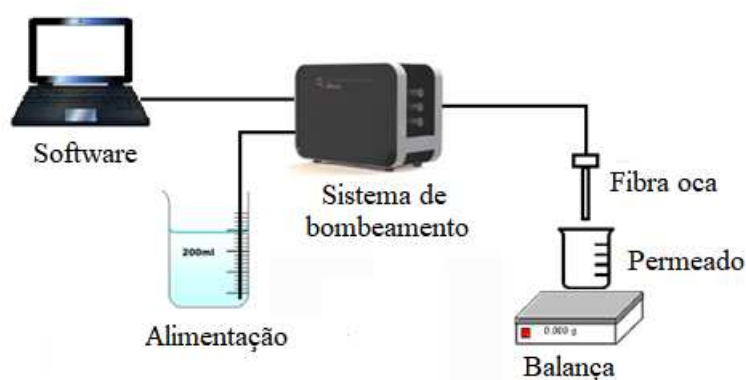 Software
Sistema de
bombeamento
Fibra oca
200ml
Permeado
Alimentação
0.000 g
Balança